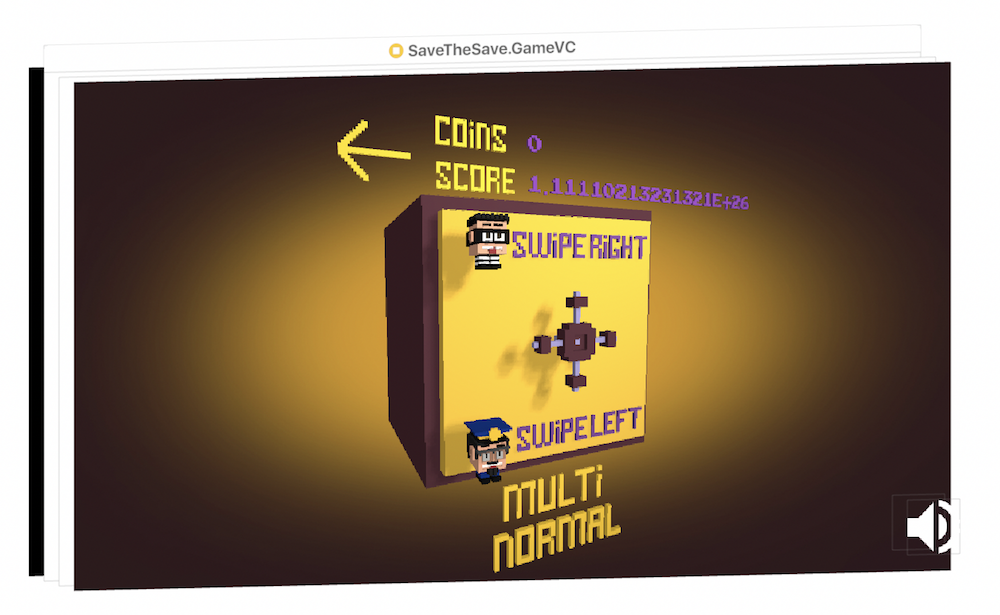 SaveTheSave.GameVC
COiNS 0
SCORE 1.11110213231321E+26
SWiPE RiGHT
SWiPE LEFT
MULTi
NORMAL